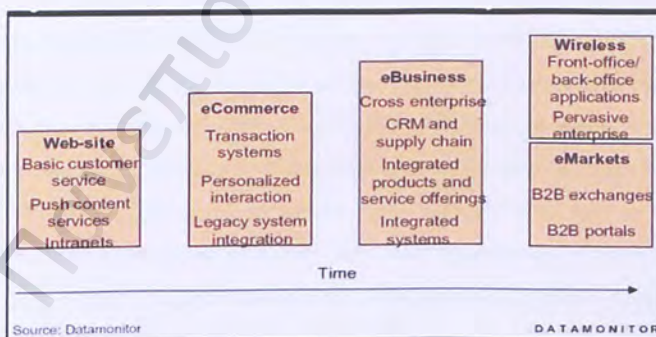 Web-site
Basic customer
service
Push content
services
Intranets
eCommerce
Transaction
systems
Personalized
interaction
Legacy system
integration
eBusiness
Cross enterprise
CRM and
supply chain
Integrated
products and
service offerings
Integrated
systems
Wireless
Front-office/
back-office
applications
Pervasive
enterprise
eMarkets
B2B exchanges
B2B portals
Time
Source: Datamonitor
DATAMONITOR